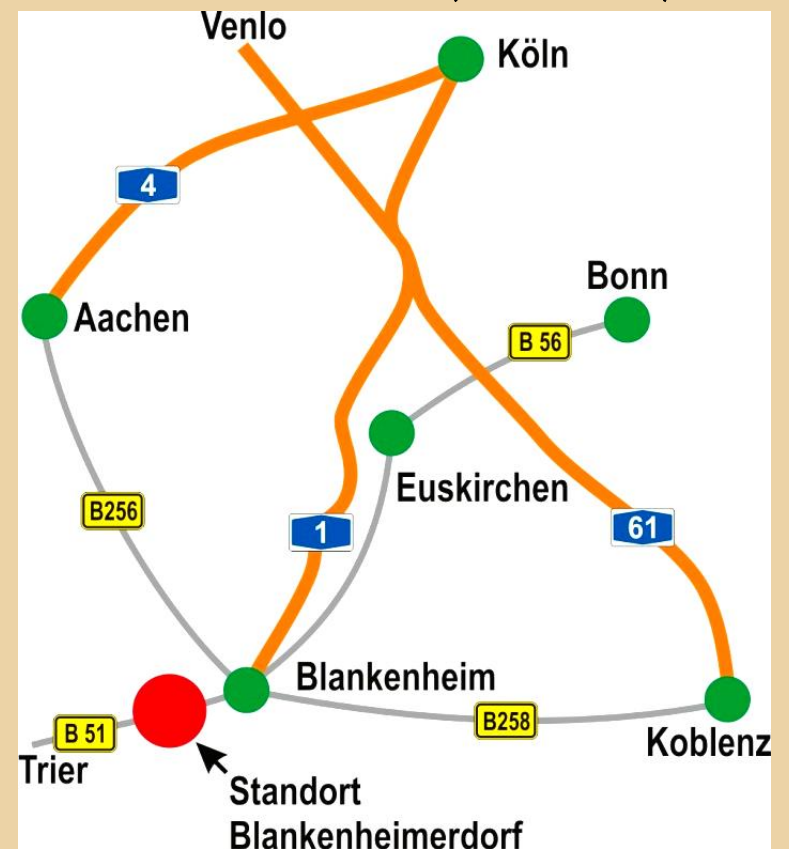 Venlo
Köln
4
Aachen
Bonn
B 56
Euskirchen
B256
1
61
Blankenheim
B258
B 51
Koblenz
Trier
Standort
Blankenheimerdorf